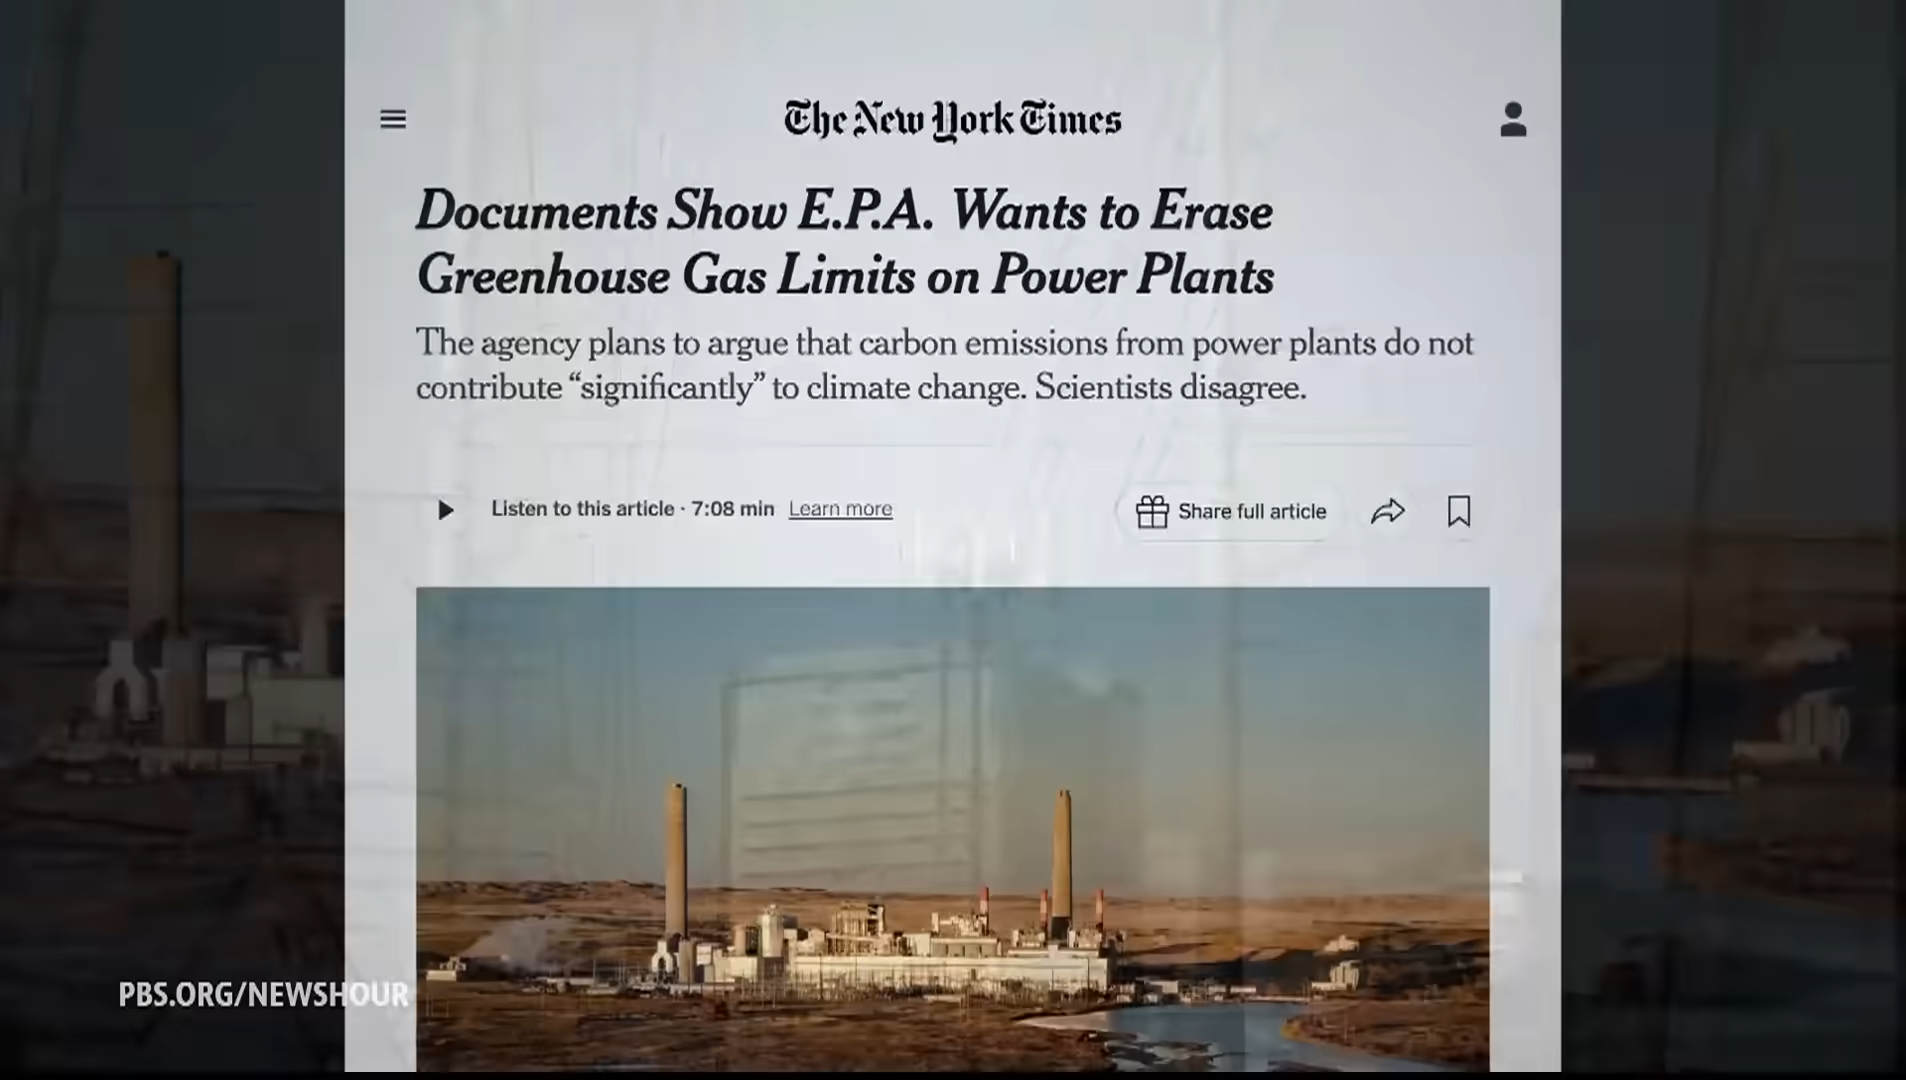 The New York Times
Documents Show E.P.A. Wants to Erase
Greenhouse Gas Limits on Power Plants
The agency plans to argue that carbon emissions from power plants do not
contribute “significantly” to climate change. Scientists disagree.
Listen to this article · 7:08 min Learn more
Share full article
PBS.ORG/NEWSHOUR